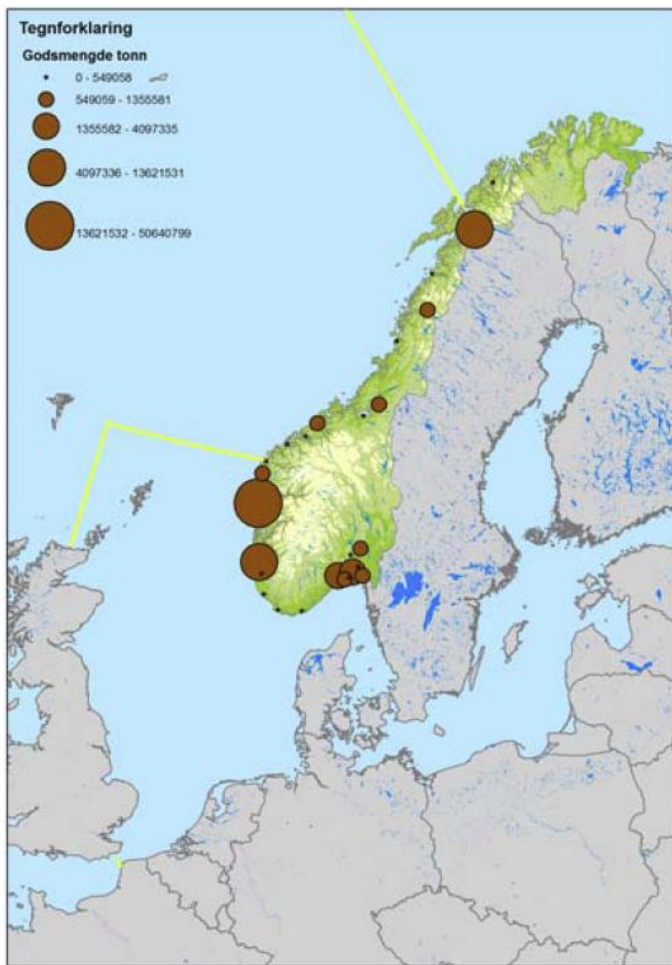 Tegnforklaring
Godsmengde tonn
0 - 549058
549059 - 1355581
1355582 - 4097335
4097336 - 13621531
13621532 - 50640799